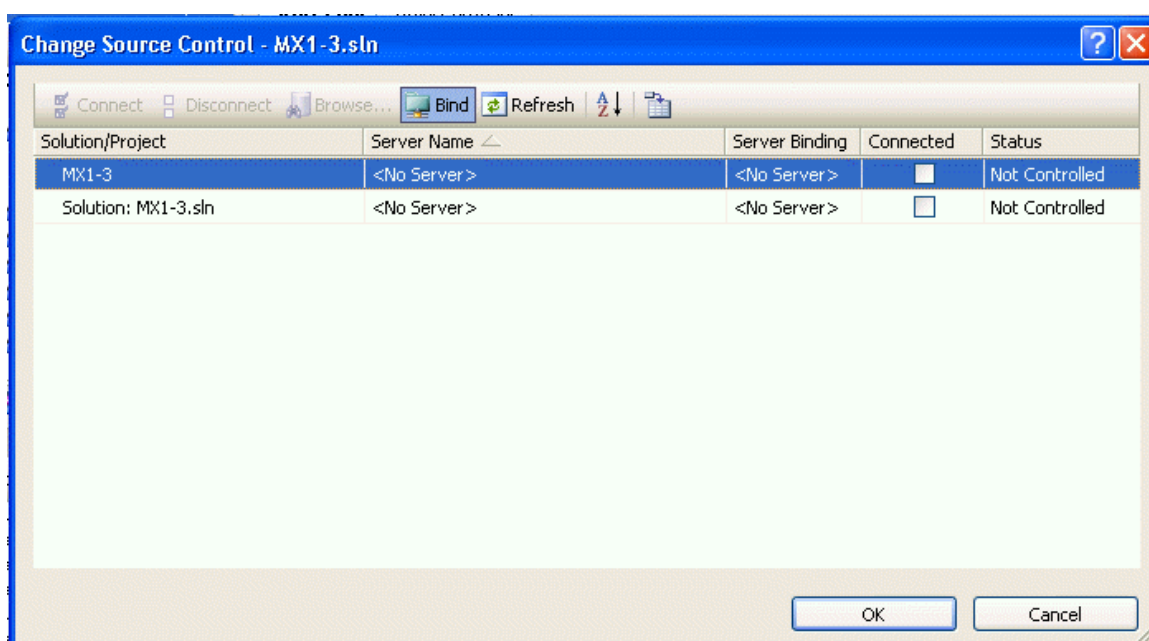 Change Source Control - MX1-3.sln
Connect Disconnect Browse... Bind Refresh
Solution/Project Server Name Server Binding Connected Status
MX1-3 <No Server> <No Server> Not Controlled
Solution: MX1-3.sln <No Server> <No Server> Not Controlled
OK Cancel